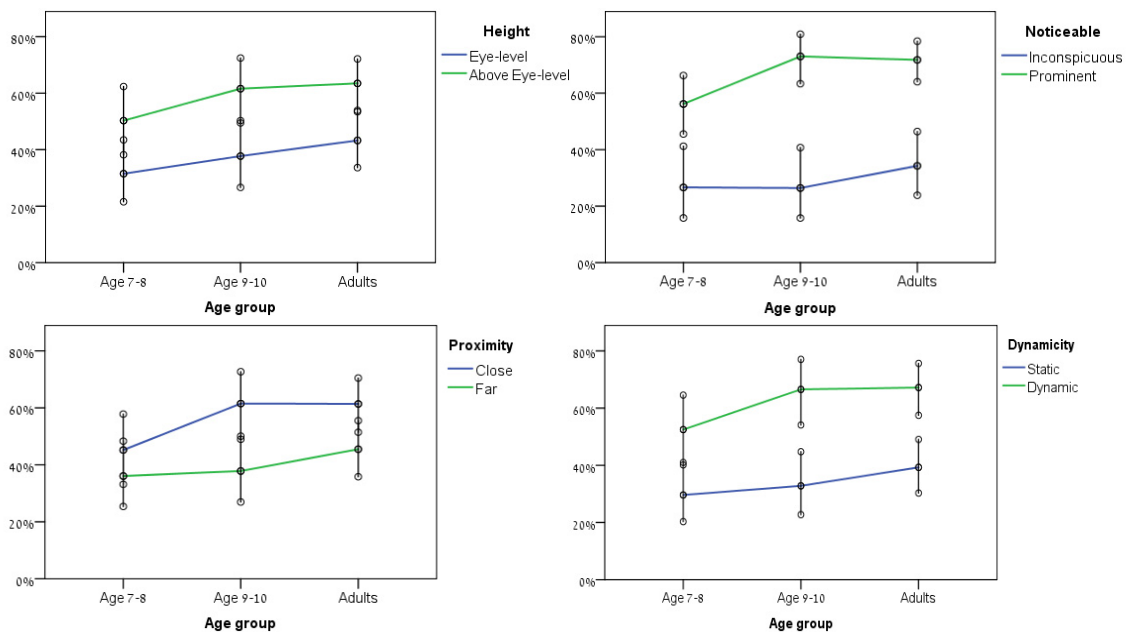 Height
Eye-level
Above Eye-level
80%
60%
40%
20%
0%
Age 7-8
Age 9-10
Adults
Age group
Noticeable
Inconspicuous
Prominent
80%
60%
40%
20%
0%
Age 7-8
Age 9-10
Adults
Age group
Proximity
Close
Far
80%
60%
40%
20%
0%
Age 7-8
Age 9-10
Adults
Age group
Dynamicity
Static
Dynamic
80%
60%
40%
20%
0%
Age 7-8
Age 9-10
Adults
Age group